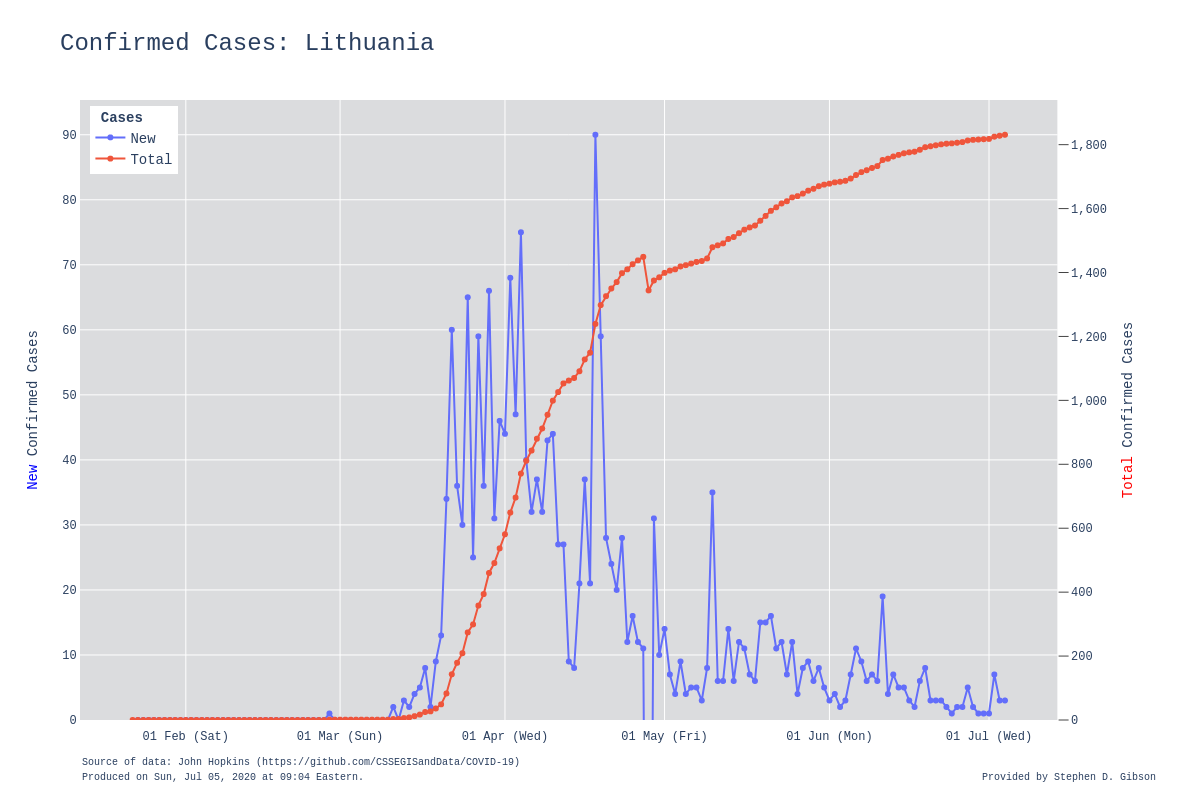 Confirmed Cases: Lithuania
Cases
New
Total
90
80
70
60
50
40
30
20
10
0
1,800
1,600
1,400
1,200
1,000
800
600
400
200
0
New Confirmed Cases
Total Confirmed Cases
01 Feb (Sat)
01 Mar (Sun)
01 Apr (Wed)
01 May (Fri)
01 Jun (Mon)
01 Jul (Wed)
Source of data: John Hopkins (https://github.com/CSSEGISandData/COVID-19)
Produced on Sun, Jul 05, 2020 at 09:04 Eastern.
Provided by Stephen D. Gibson